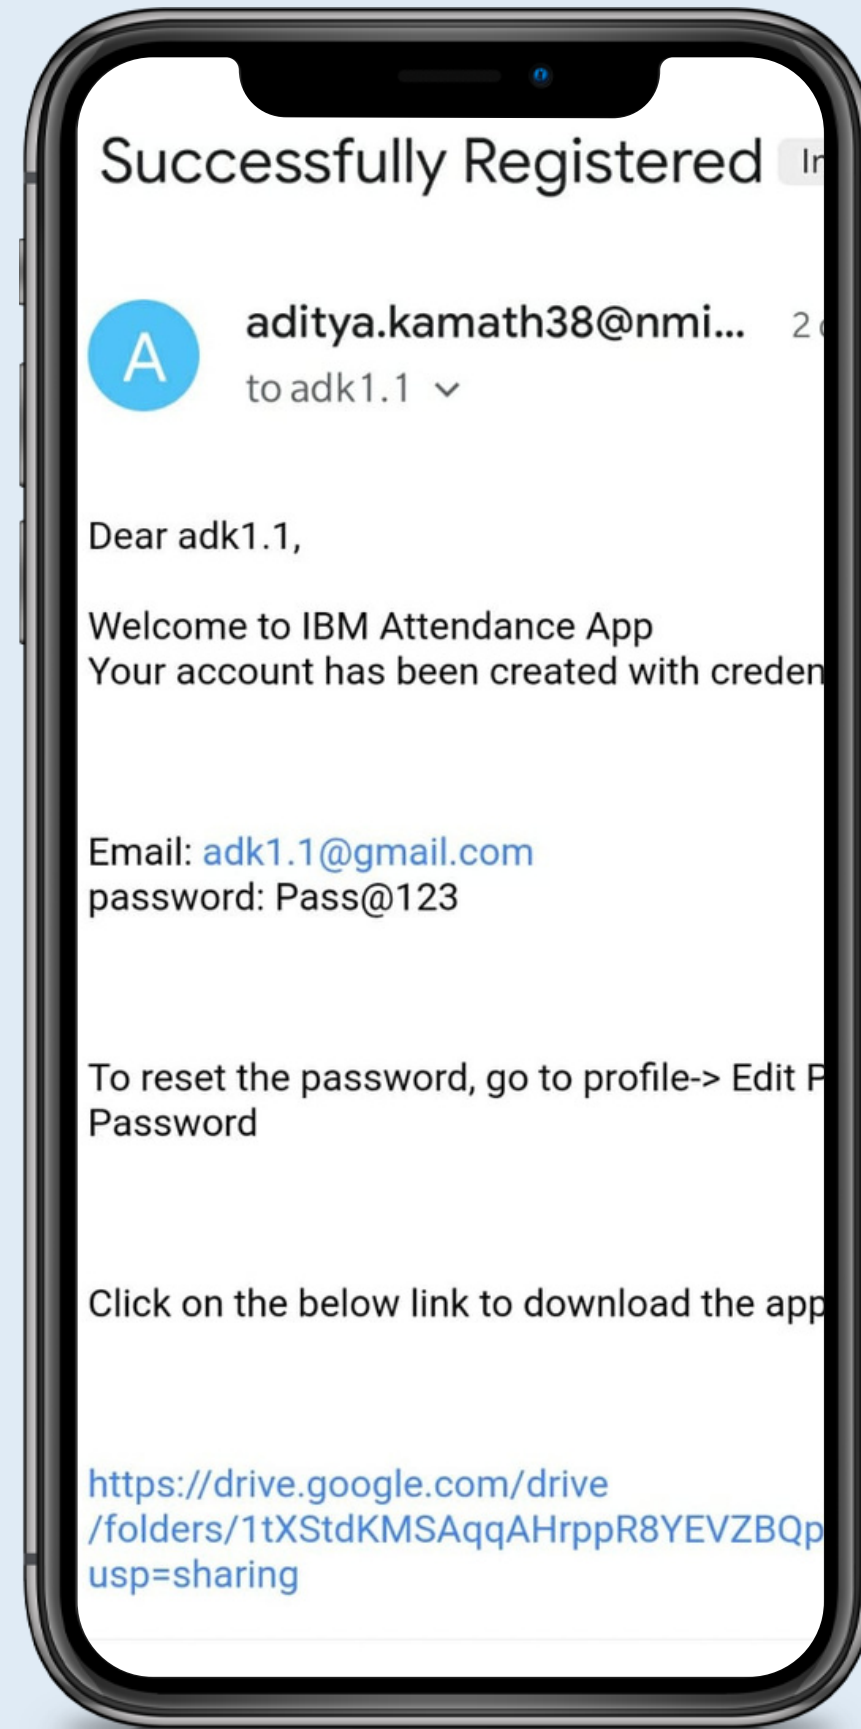 Successfully Registered
A
aditya.kamath38@nmi... 2
to adk1.1
Dear adk1.1,
Welcome to IBM Attendance App
Your account has been created with creden
Email: adk1.1@gmail.com
password: Pass@123
To reset the password, go to profile-> Edit P
Password
Click on the below link to download the app
https://drive.google.com/drive
/folders/1tXStdKMSAqqAHrppR8YEVZBQp
usp=sharing